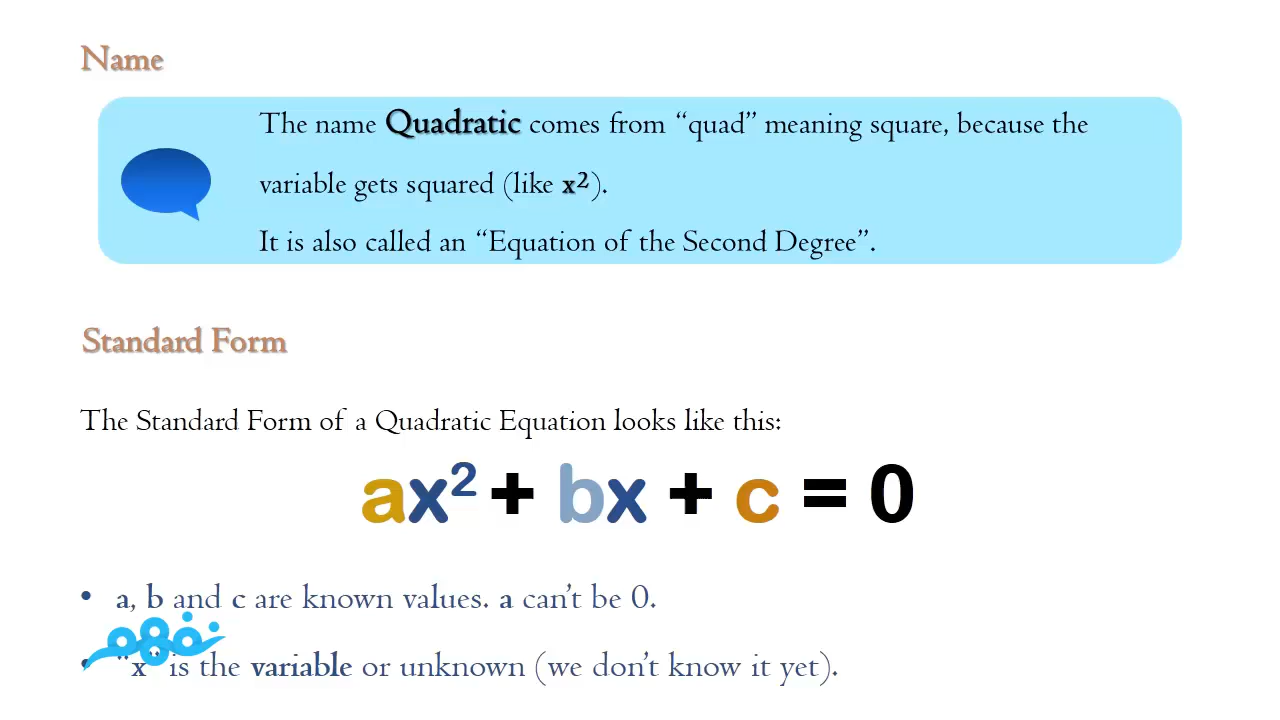 Name
The name Quadratic comes from “quad” meaning square, because the
variable gets squared (like x²).
It is also called an “Equation of the Second Degree”.
Standard Form
The Standard Form of a Quadratic Equation looks like this:
ax² + bx + c = 0
• a, b and c are known values. a can’t be 0.
• “x” is the variable or unknown (we don’t know it yet).
نفهم